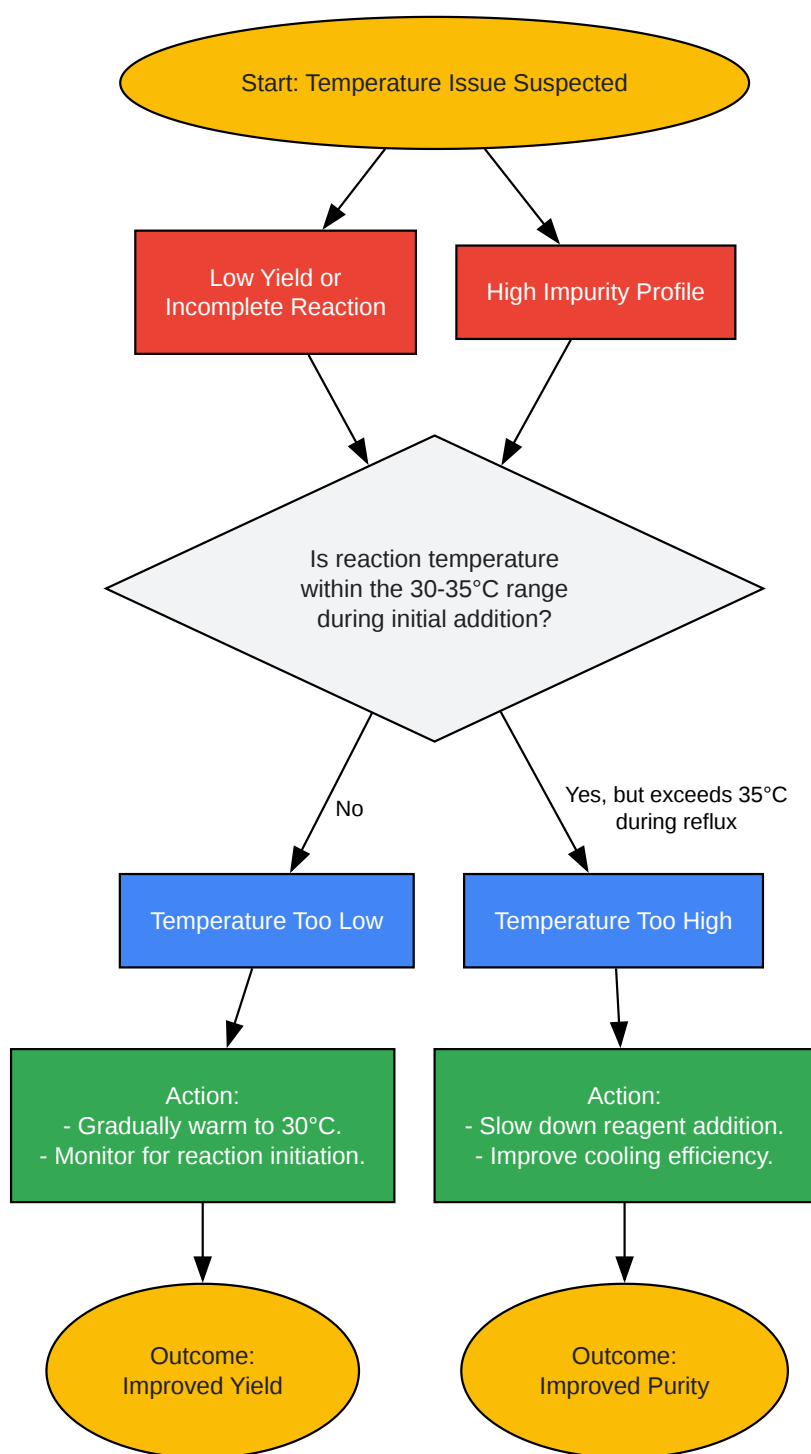 Start: Temperature Issue Suspected
Low Yield or
Incomplete Reaction
High Impurity Profile
Is reaction temperature
within the 30-35°C range
during initial addition?
No
Yes, but exceeds 35°C
during reflux
Temperature Too Low
Temperature Too High
Action:
- Gradually warm to 30°C.
- Monitor for reaction initiation.
Action:
- Slow down reagent addition.
- Improve cooling efficiency.
Outcome:
Improved Yield
Outcome:
Improved Purity